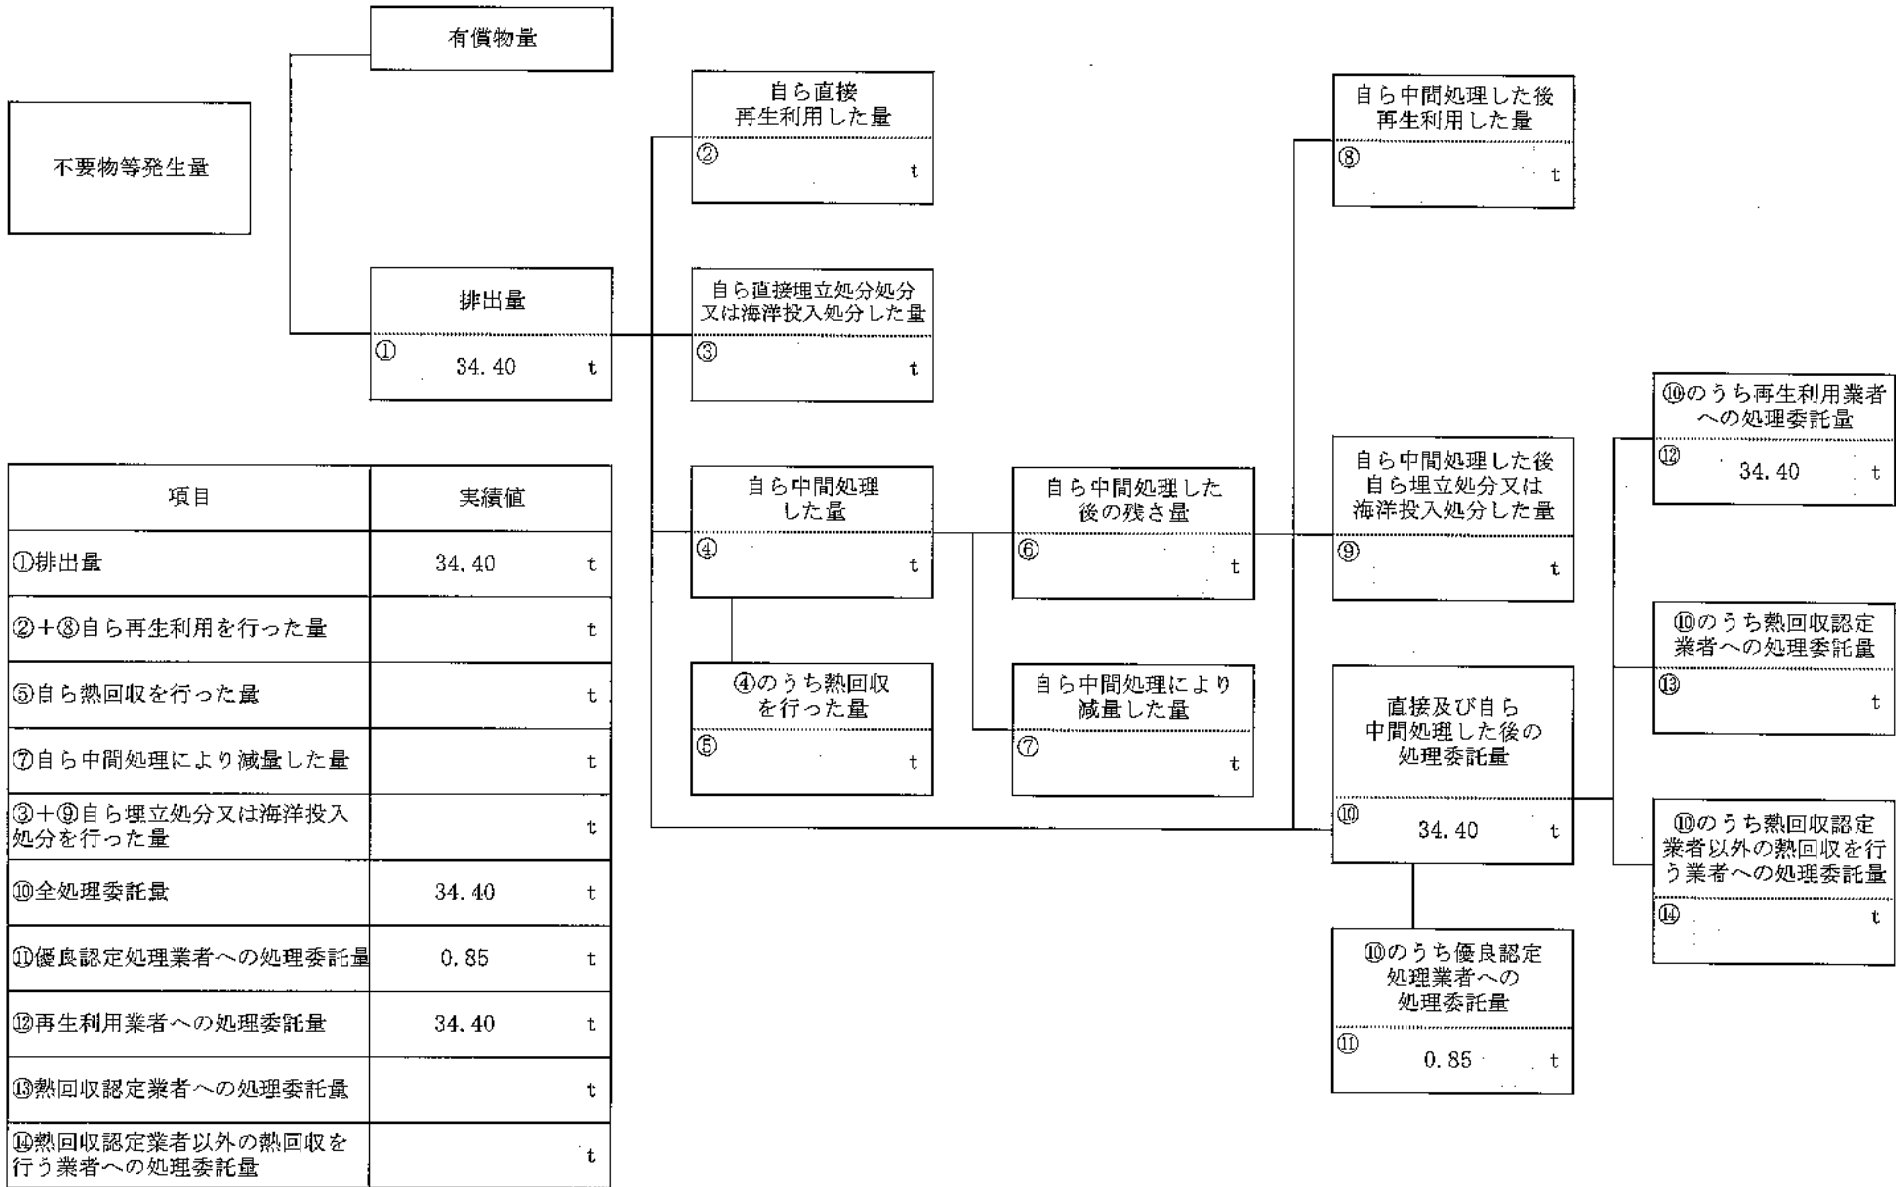 有償物量
不要物等発生量
排出量
① 34.40 t
自ら直接
再生利用した量
② t
自ら直接埋立処分処分
又は海洋投入処分した量
③ t
自ら中間処理
した量
④ t
④のうち熱回収
を行った量
⑤ t
自ら中間処理した
後の残さ量
⑥ t
自ら中間処理により
減量した量
⑦ t
自ら中間処理した後
再生利用した量
⑧ t
自ら中間処理した後
自ら埋立処分又は
海洋投入処分した量
⑨ t
直接及び自ら
中間処理した後の
処理委託量
⑩ 34.40 t
⑩のうち優良認定
処理業者への
処理委託量
⑪ 0.85 t
⑩のうち再生利用業者
への処理委託量
⑫ 34.40 t
⑩のうち熱回収認定
業者への処理委託量
⑬ t
⑩のうち熱回収認定
業者以外の熱回収を行
う業者への処理委託量
⑭ t
項目 実績値
①排出量 34.40 t
②+⑧自ら再生利用を行った量 t
⑤自ら熱回収を行った量 t
⑦自ら中間処理により減量した量 t
③+⑨自ら埋立処分又は海洋投入
処分を行った量 t
⑩全処理委託量 34.40 t
⑪優良認定処理業者への処理委託量 0.85 t
⑫再生利用業者への処理委託量 34.40 t
⑬熱回収認定業者への処理委託量 t
⑭熱回収認定業者以外の熱回収を
行う業者への処理委託量 t